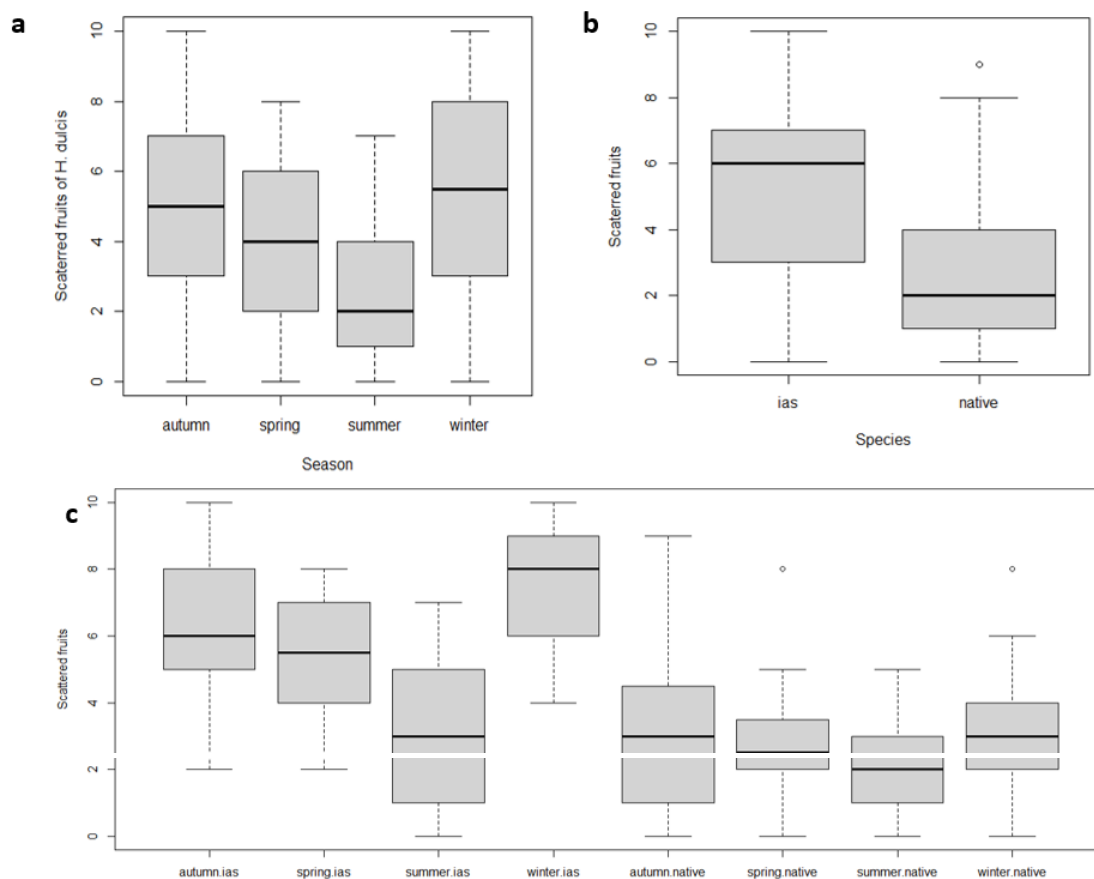 a
Scaterred fruits of H. dulcis
10
8
6
4
2
0
autumn spring summer winter
Season
b
Scaterred fruits
10
8
6
4
2
0
ias native
Species
c
Scattered fruits
10
8
6
4
2
0
autumn.ias spring.ias summer.ias winter.ias autumn.native spring.native summer.native winter.native